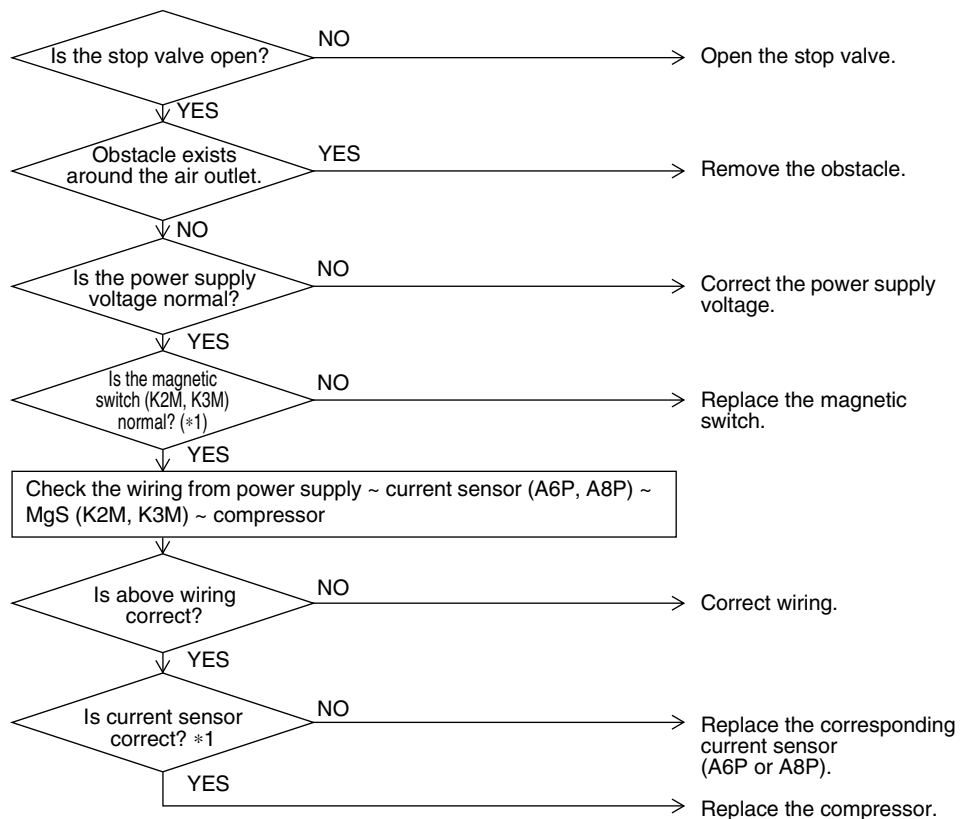 Is the stop valve open?
NO
Open the stop valve.
YES
Obstacle exists
around the air outlet.
YES
Remove the obstacle.
NO
Is the power supply
voltage normal?
NO
Correct the power supply
voltage.
YES
Is the magnetic
switch (K2M, K3M)
normal? (*1)
NO
Replace the magnetic
switch.
YES
Check the wiring from power supply ~ current sensor (A6P, A8P) ~
MgS (K2M, K3M) ~ compressor
Is above wiring
correct?
NO
Correct wiring.
YES
Is current sensor
correct? *1
NO
Replace the corresponding
current sensor
(A6P or A8P).
YES
Replace the compressor.